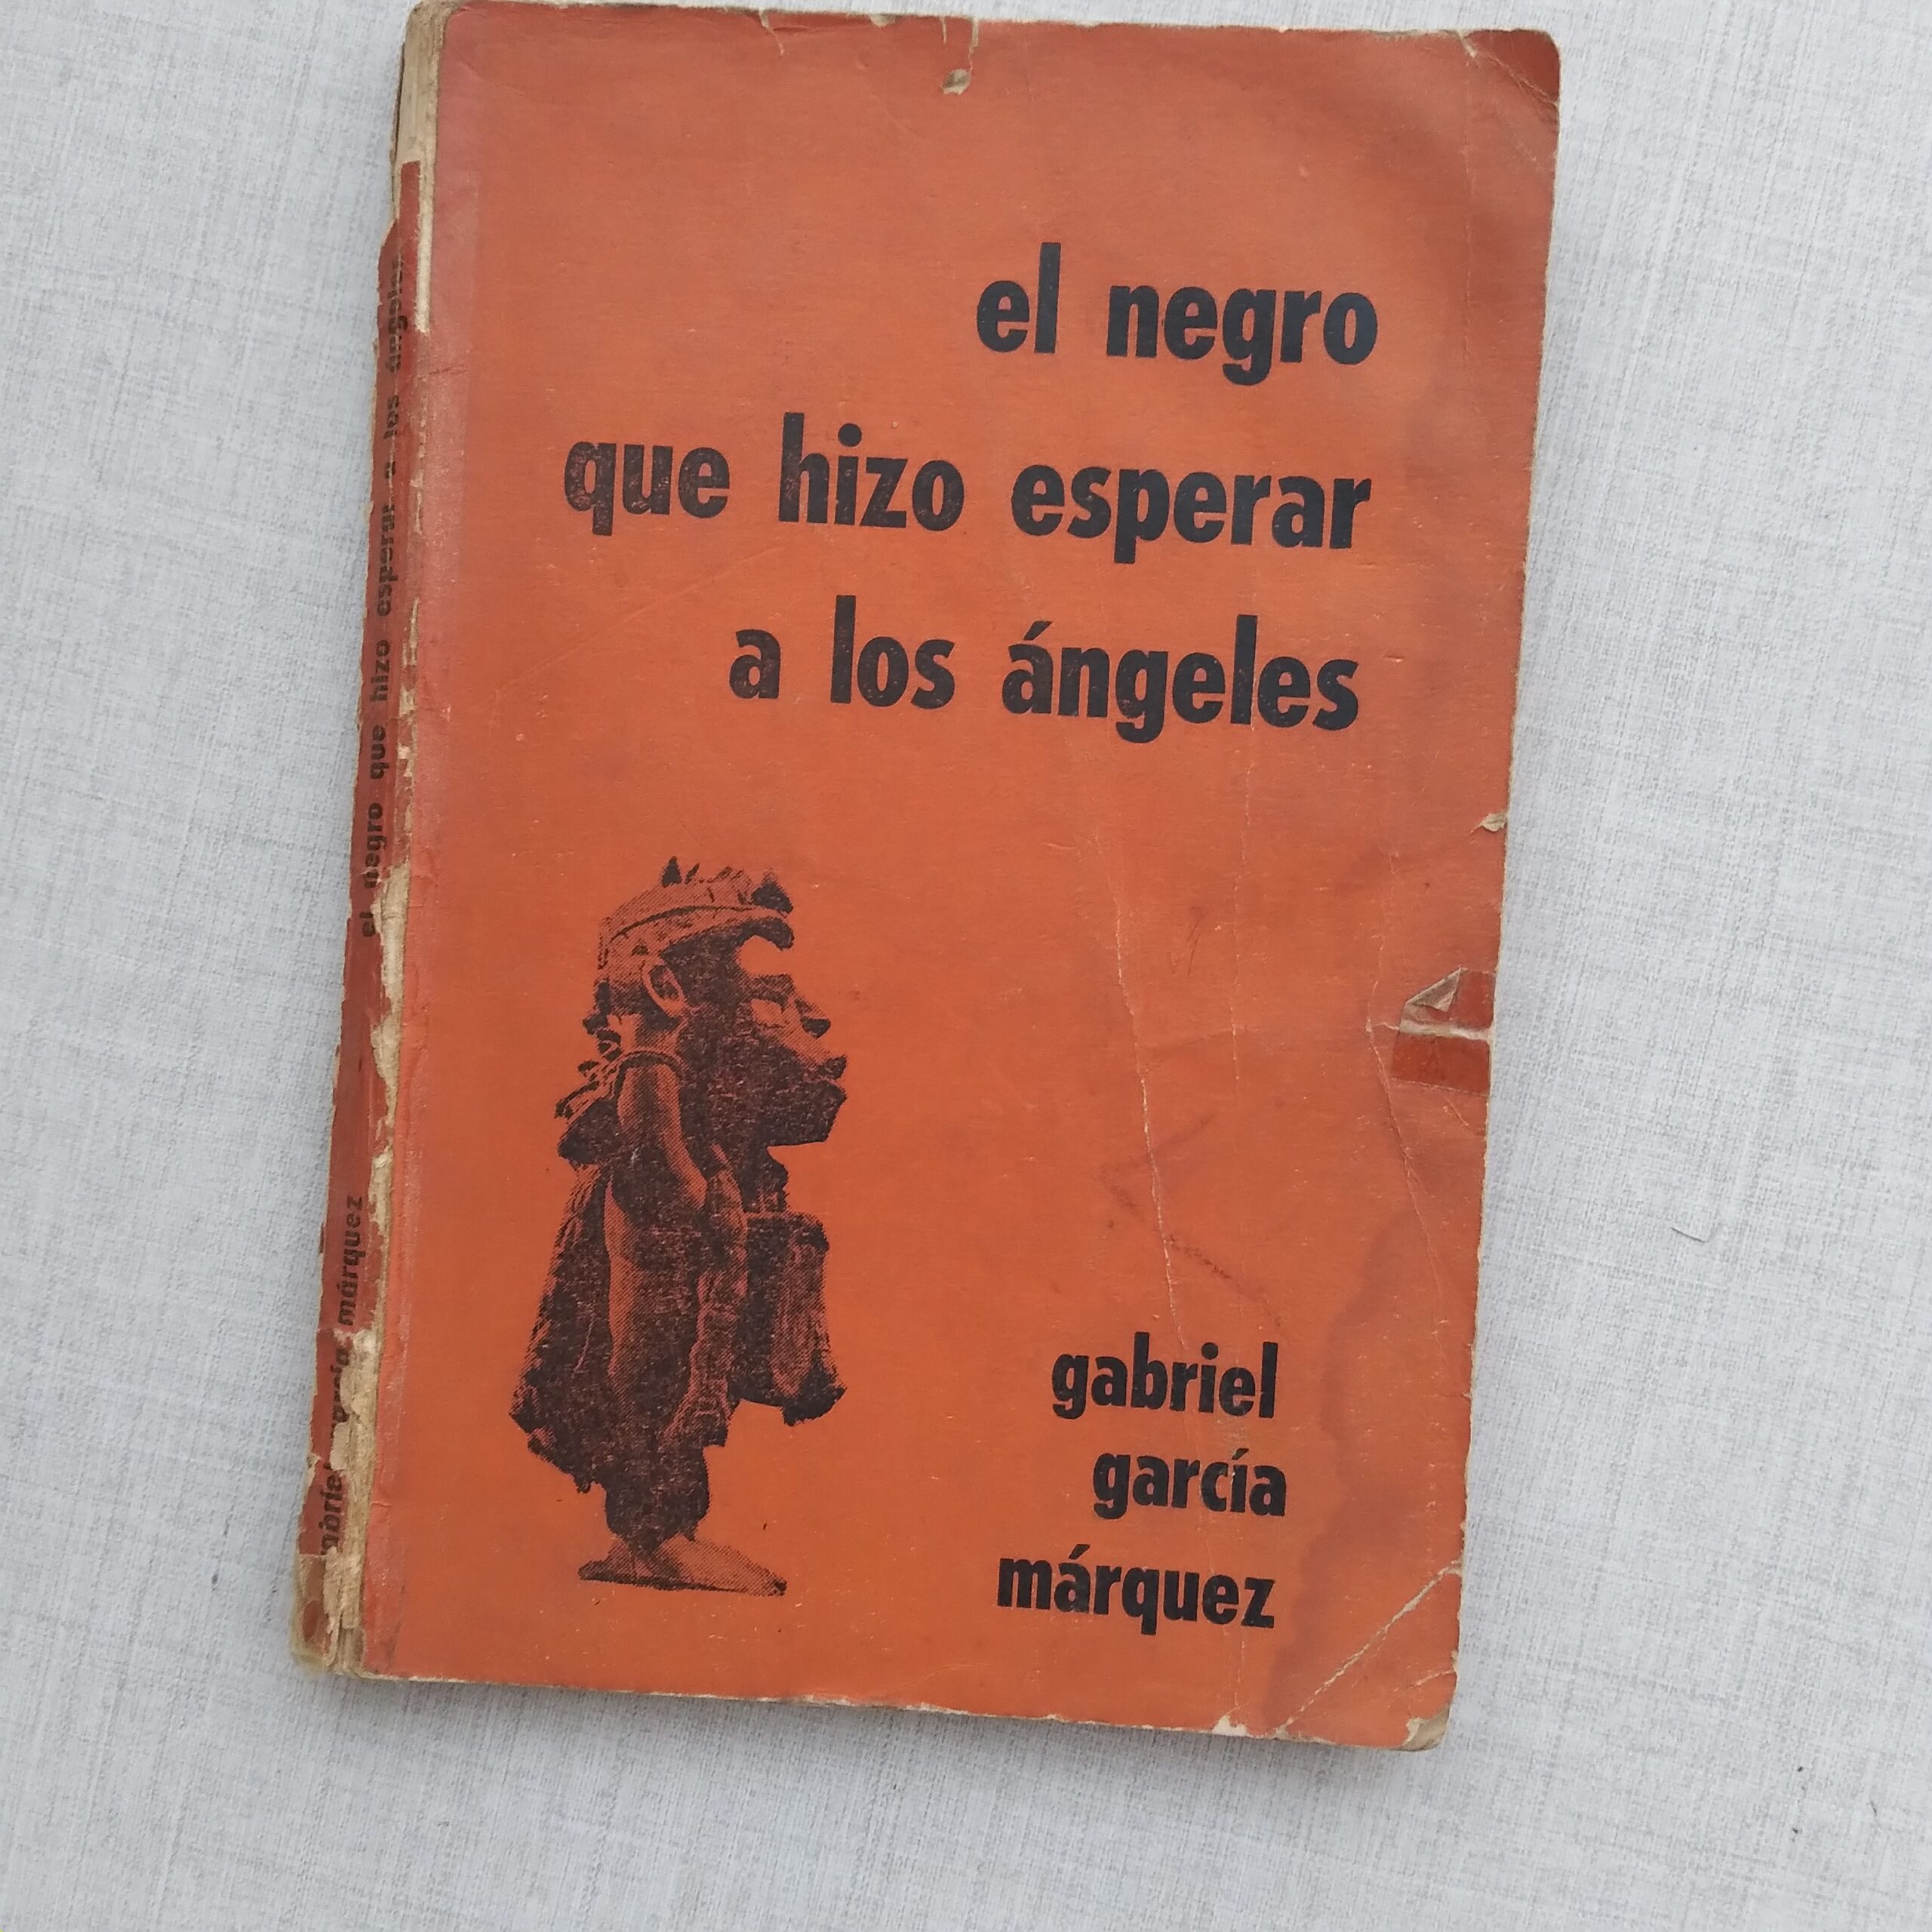 el negro
que hizo esperar
a los ángeles
gabriel
garcía
márquez
el negro que hizo esperar a los ángeles
márquez